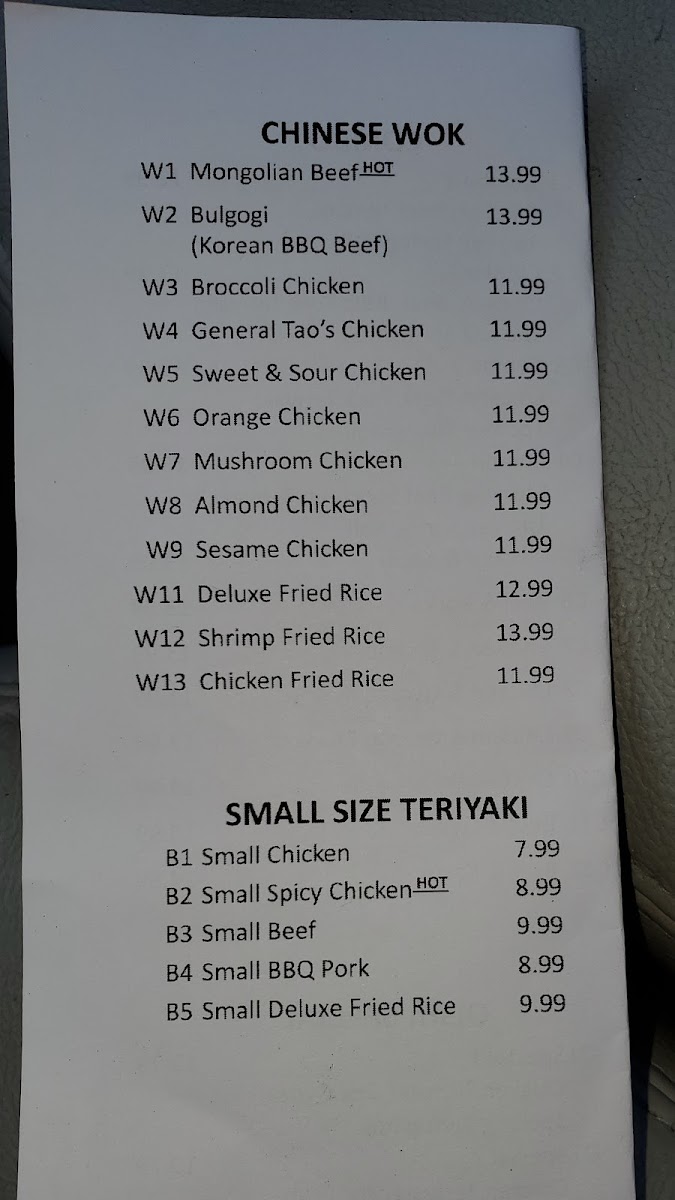 CHINESE WOK
W1 Mongolian Beef HOT 13.99
W2 Bulgogi 13.99
(Korean BBQ Beef)
W3 Broccoli Chicken 11.99
W4 General Tao's Chicken 11.99
W5 Sweet & Sour Chicken 11.99
W6 Orange Chicken 11.99
W7 Mushroom Chicken 11.99
W8 Almond Chicken 11.99
W9 Sesame Chicken 11.99
W11 Deluxe Fried Rice 12.99
W12 Shrimp Fried Rice 13.99
W13 Chicken Fried Rice 11.99
SMALL SIZE TERIYAKI
B1 Small Chicken 7.99
B2 Small Spicy Chicken HOT 8.99
B3 Small Beef 9.99
B4 Small BBQ Pork 8.99
B5 Small Deluxe Fried Rice 9.99